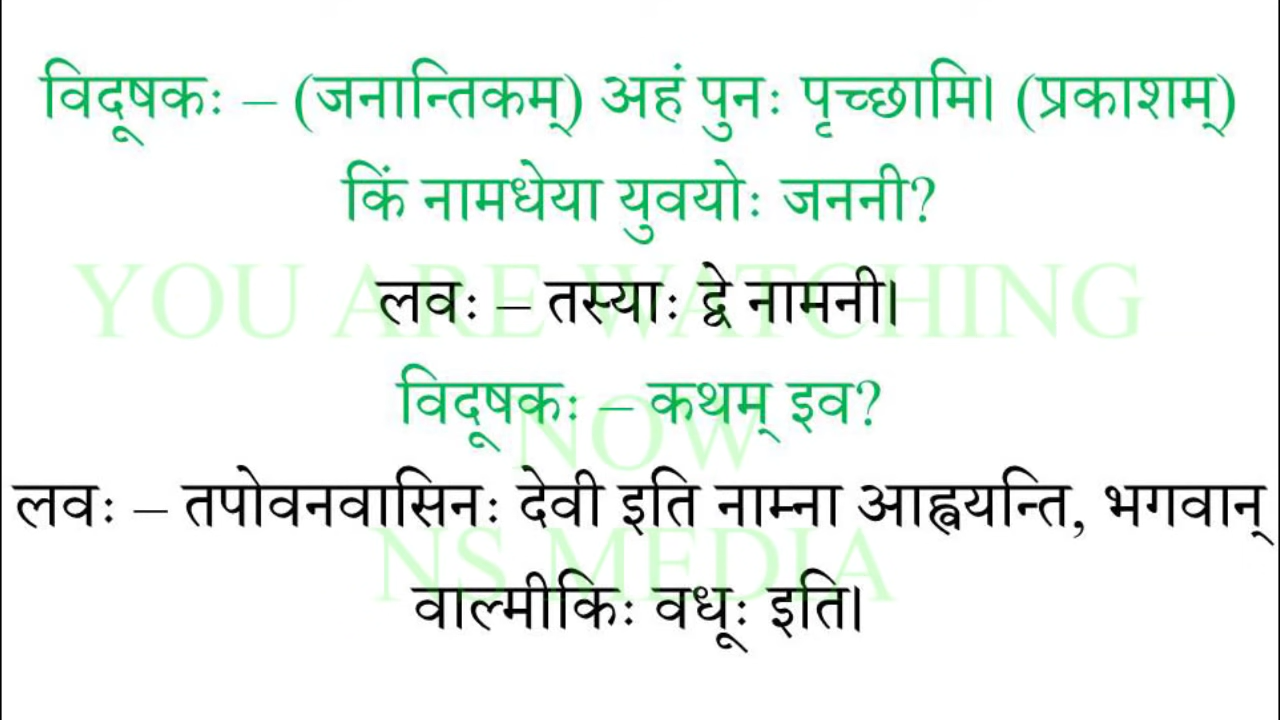 विदूषकः – (जनान्तिकम्) अहं पुनः पृच्छामि। (प्रकाशम्)
किं नामधेया युवयोः जननी?
YOU ARE WATCHING
लवः – तस्याः द्वे नामनी।
विदूषकः – कथम् इव?
NOW
लवः – तपोवनवासिनः देवी इति नाम्ना आह्वयन्ति, भगवान्
NS MEDIA
वाल्मीकिः वधूः इति।